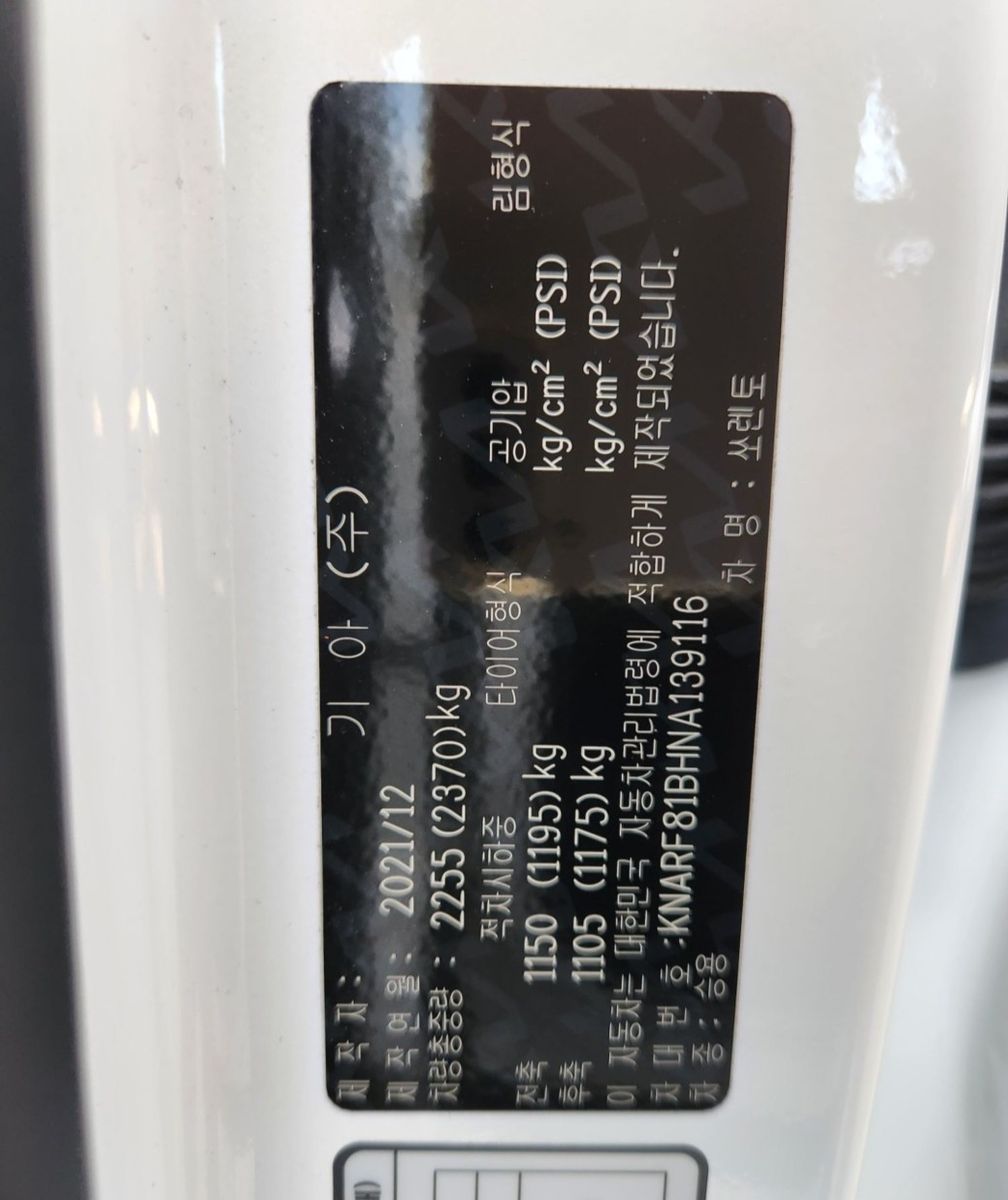 제 작 자 : 기 아 (주)
제 작 연 월 : 2021/12
차량총중량 : 2255(2370)kg
적차시하중 타이어형식 공기압 림형식
전축 1150 (1195)kg kg/cm² (PSI)
후축 1105 (1175)kg kg/cm² (PSI)
이 자동차는 대한민국 자동차관리법령에 적합하게 제작되었습니다.
차 대 번 호 :KNARF81BHNA139116
차 종 : 승용 차 명 : 쏘렌토